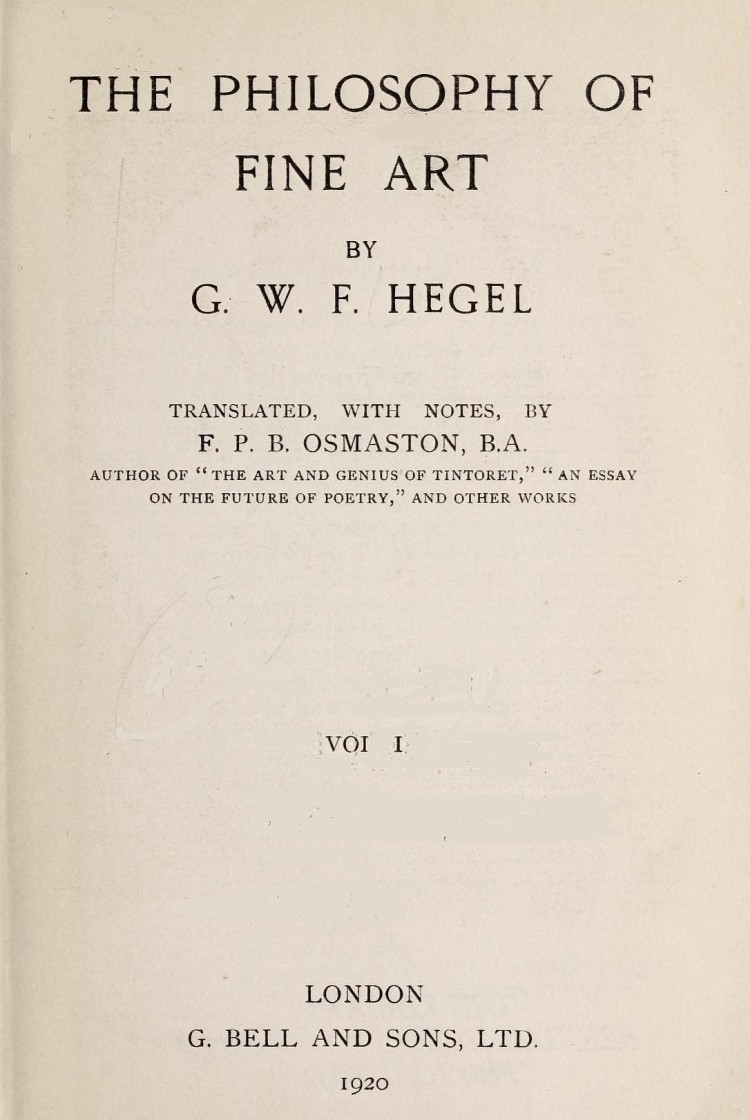 THE PHILOSOPHY OF
FINE ART
BY
G. W. F. HEGEL
TRANSLATED, WITH NOTES, BY
F. P. B. OSMASTON, B.A.
AUTHOR OF “THE ART AND GENIUS OF TINTORET,” “AN ESSAY
ON THE FUTURE OF POETRY,” AND OTHER WORKS
VOI I
LONDON
G. BELL AND SONS, LTD.
1920